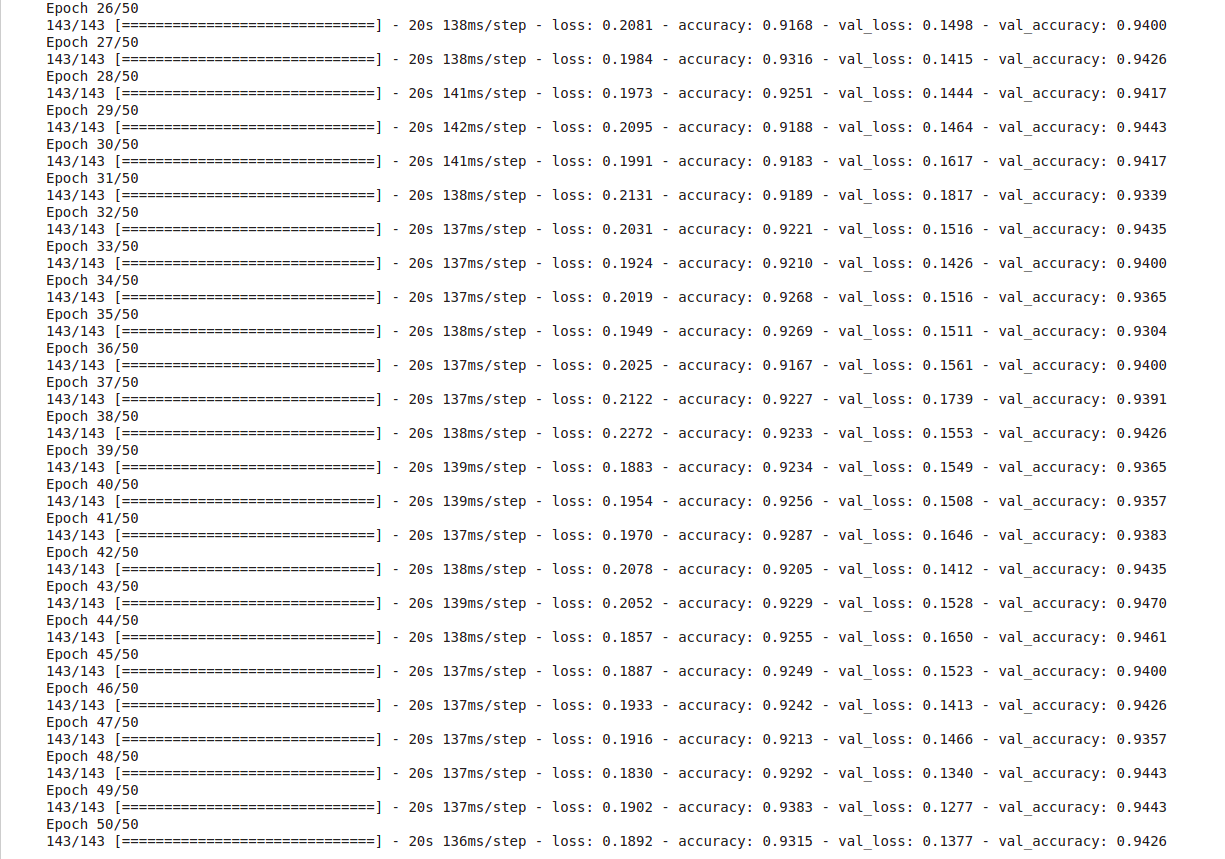 Epoch 26/50
143/143 [==============================] - 20s 138ms/step - loss: 0.2081 - accuracy: 0.9168 - val_loss: 0.1498 - val_accuracy: 0.9400
Epoch 27/50
143/143 [==============================] - 20s 138ms/step - loss: 0.1984 - accuracy: 0.9316 - val_loss: 0.1415 - val_accuracy: 0.9426
Epoch 28/50
143/143 [==============================] - 20s 141ms/step - loss: 0.1973 - accuracy: 0.9251 - val_loss: 0.1444 - val_accuracy: 0.9417
Epoch 29/50
143/143 [==============================] - 20s 142ms/step - loss: 0.2095 - accuracy: 0.9188 - val_loss: 0.1464 - val_accuracy: 0.9443
Epoch 30/50
143/143 [==============================] - 20s 141ms/step - loss: 0.1991 - accuracy: 0.9183 - val_loss: 0.1617 - val_accuracy: 0.9417
Epoch 31/50
143/143 [==============================] - 20s 138ms/step - loss: 0.2131 - accuracy: 0.9189 - val_loss: 0.1817 - val_accuracy: 0.9339
Epoch 32/50
143/143 [==============================] - 20s 137ms/step - loss: 0.2031 - accuracy: 0.9221 - val_loss: 0.1516 - val_accuracy: 0.9435
Epoch 33/50
143/143 [==============================] - 20s 137ms/step - loss: 0.1924 - accuracy: 0.9210 - val_loss: 0.1426 - val_accuracy: 0.9400
Epoch 34/50
143/143 [==============================] - 20s 137ms/step - loss: 0.2019 - accuracy: 0.9268 - val_loss: 0.1516 - val_accuracy: 0.9365
Epoch 35/50
143/143 [==============================] - 20s 138ms/step - loss: 0.1949 - accuracy: 0.9269 - val_loss: 0.1511 - val_accuracy: 0.9304
Epoch 36/50
143/143 [==============================] - 20s 137ms/step - loss: 0.2025 - accuracy: 0.9167 - val_loss: 0.1561 - val_accuracy: 0.9400
Epoch 37/50
143/143 [==============================] - 20s 137ms/step - loss: 0.2122 - accuracy: 0.9227 - val_loss: 0.1739 - val_accuracy: 0.9391
Epoch 38/50
143/143 [==============================] - 20s 138ms/step - loss: 0.2272 - accuracy: 0.9233 - val_loss: 0.1553 - val_accuracy: 0.9426
Epoch 39/50
143/143 [==============================] - 20s 139ms/step - loss: 0.1883 - accuracy: 0.9234 - val_loss: 0.1549 - val_accuracy: 0.9365
Epoch 40/50
143/143 [==============================] - 20s 139ms/step - loss: 0.1954 - accuracy: 0.9256 - val_loss: 0.1508 - val_accuracy: 0.9357
Epoch 41/50
143/143 [==============================] - 20s 137ms/step - loss: 0.1970 - accuracy: 0.9287 - val_loss: 0.1646 - val_accuracy: 0.9383
Epoch 42/50
143/143 [==============================] - 20s 138ms/step - loss: 0.2078 - accuracy: 0.9205 - val_loss: 0.1412 - val_accuracy: 0.9435
Epoch 43/50
143/143 [==============================] - 20s 139ms/step - loss: 0.2052 - accuracy: 0.9229 - val_loss: 0.1528 - val_accuracy: 0.9470
Epoch 44/50
143/143 [==============================] - 20s 138ms/step - loss: 0.1857 - accuracy: 0.9255 - val_loss: 0.1650 - val_accuracy: 0.9461
Epoch 45/50
143/143 [==============================] - 20s 137ms/step - loss: 0.1887 - accuracy: 0.9249 - val_loss: 0.1523 - val_accuracy: 0.9400
Epoch 46/50
143/143 [==============================] - 20s 137ms/step - loss: 0.1933 - accuracy: 0.9242 - val_loss: 0.1413 - val_accuracy: 0.9426
Epoch 47/50
143/143 [==============================] - 20s 137ms/step - loss: 0.1916 - accuracy: 0.9213 - val_loss: 0.1466 - val_accuracy: 0.9357
Epoch 48/50
143/143 [==============================] - 20s 137ms/step - loss: 0.1830 - accuracy: 0.9292 - val_loss: 0.1340 - val_accuracy: 0.9443
Epoch 49/50
143/143 [==============================] - 20s 137ms/step - loss: 0.1902 - accuracy: 0.9383 - val_loss: 0.1277 - val_accuracy: 0.9443
Epoch 50/50
143/143 [==============================] - 20s 136ms/step - loss: 0.1892 - accuracy: 0.9315 - val_loss: 0.1377 - val_accuracy: 0.9426